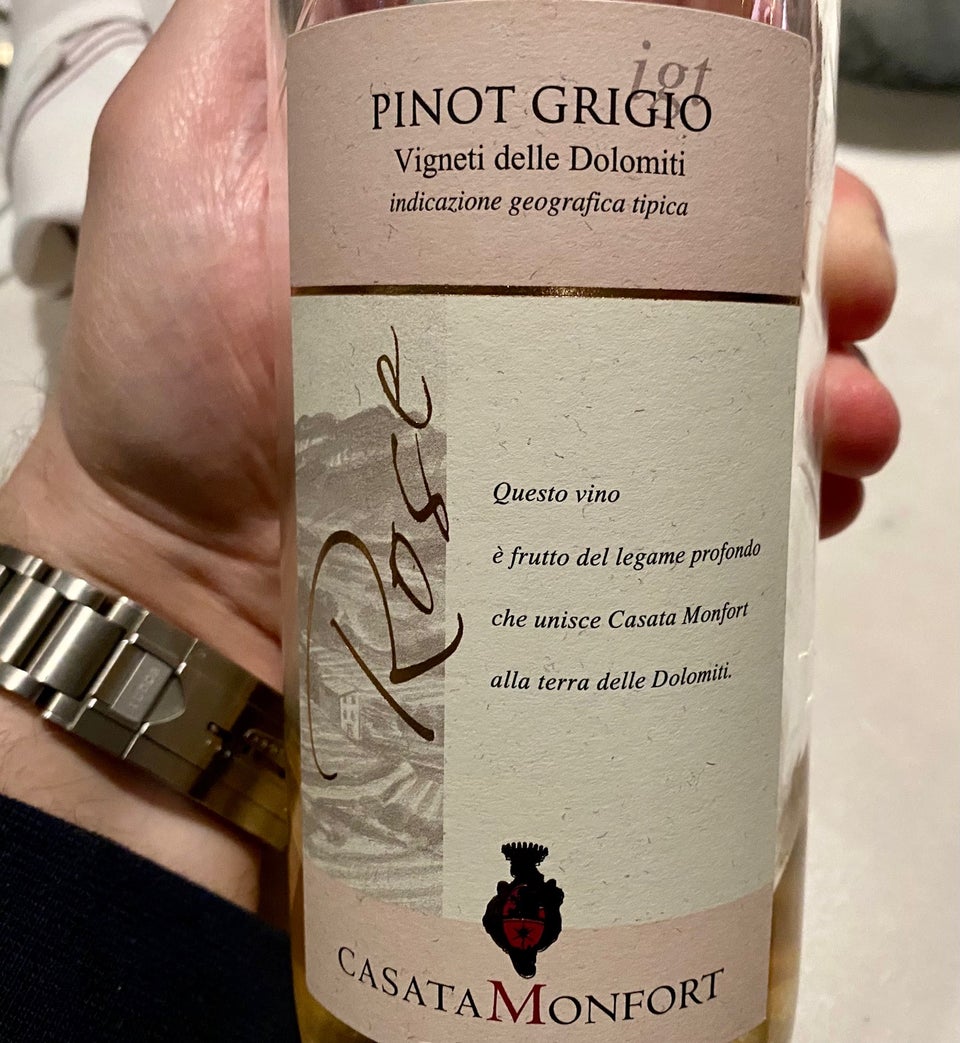 igt
PINOT GRIGIO
Vigneti delle Dolomiti
indicazione geografica tipica
Rose
Questo vino
è frutto del legame profondo
che unisce Casata Monfort
alla terra delle Dolomiti.
CASATA MONFORT